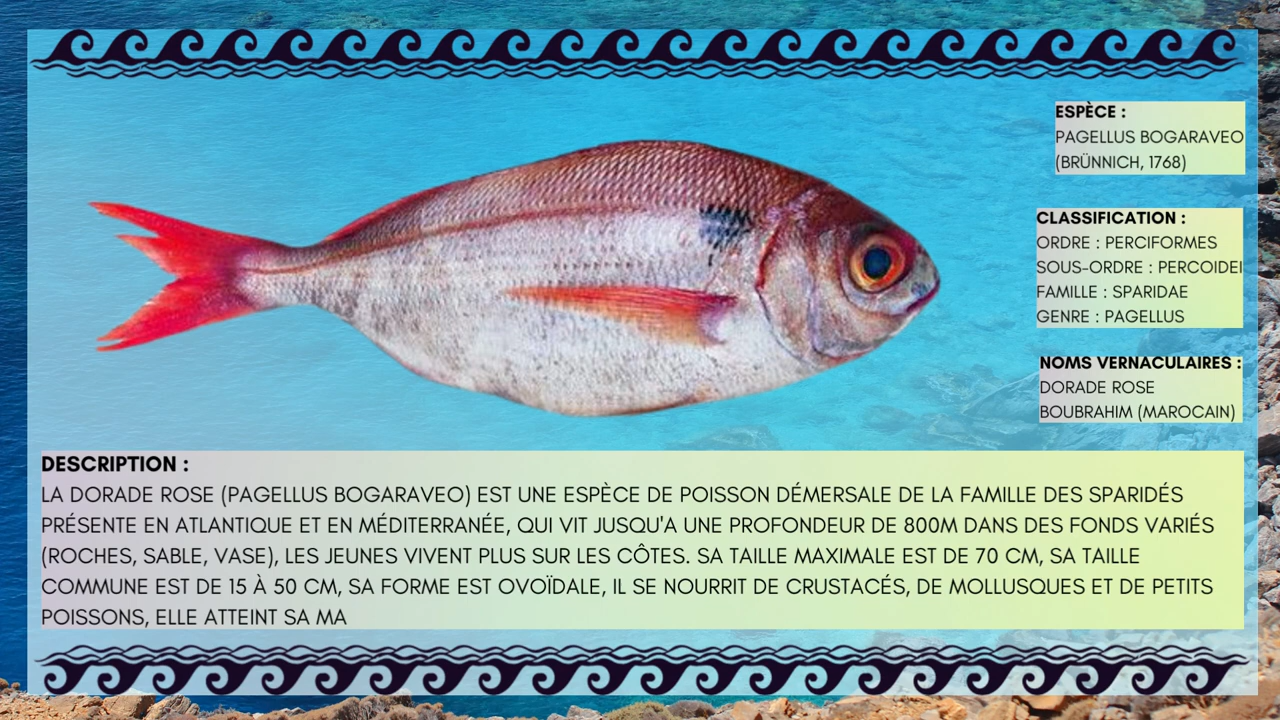 ESPÈCE :
PAGELLUS BOGARAVEO
(BRÜNNICH, 1768)
CLASSIFICATION :
ORDRE : PERCIFORMES
SOUS-ORDRE : PERCOIDEI
FAMILLE : SPARIDAE
GENRE : PAGELLUS
NOMS VERNACULAIRES :
DORADE ROSE
BOUBRAHIM (MAROCAIN)
DESCRIPTION :
LA DORADE ROSE (PAGELLUS BOGARAVEO) EST UNE ESPÈCE DE POISSON DÉMERSALE DE LA FAMILLE DES SPARIDÉS
PRÉSENTE EN ATLANTIQUE ET EN MÉDITERRANÉE, QUI VIT JUSQU'A UNE PROFONDEUR DE 800M DANS DES FONDS VARIÉS
(ROCHES, SABLE, VASE), LES JEUNES VIVENT PLUS SUR LES CÔTES. SA TAILLE MAXIMALE EST DE 70 CM, SA TAILLE
COMMUNE EST DE 15 À 50 CM, SA FORME EST OVOÏDALE, IL SE NOURRIT DE CRUSTACÉS, DE MOLLUSQUES ET DE PETITS
POISSONS, ELLE ATTEINT SA MA